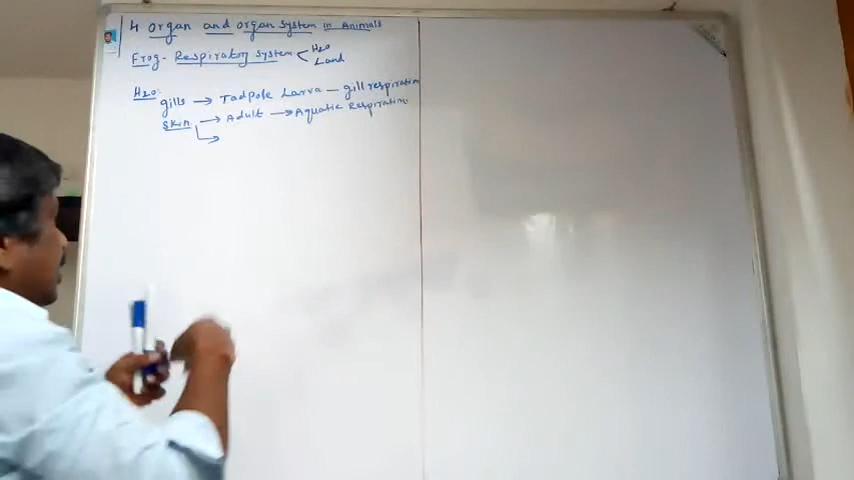 4 Organ and organ system in Animals
Frog - Respiratory System < H2O
Land
H2O:
gills → Tadpole Larva - gill respiration
Skin → Adult → Aquatic Respiration